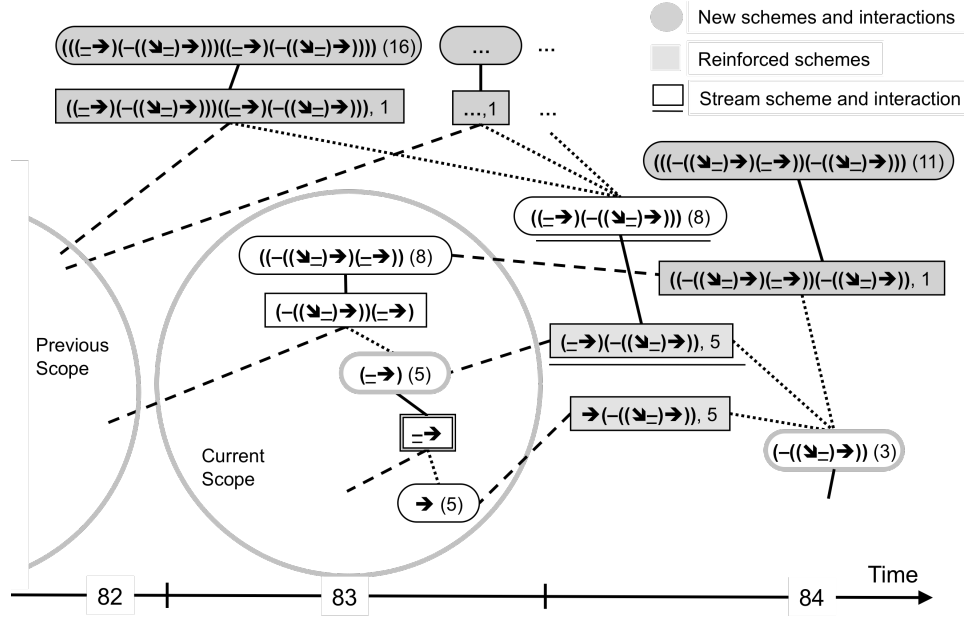 New schemes and interactions
Reinforced schemes
Stream scheme and interaction
(((-̲➔)(-((➘-̲)➔)))((-̲➔)(-((➘-̲)➔)))) (16)
...
...
((-̲➔)(-((➘-̲)➔)))((-̲➔)(-((➘-̲)➔))), 1
...,1
...
(((-((➘-̲)➔)(-̲➔))(-((➘-̲)➔))) (11)
((-̲➔)(-((➘-̲)➔))) (8)
((-((➘-̲)➔)(-̲➔)) (8)
((-((➘-̲)➔)(-̲➔))(-((➘-̲)➔)), 1
(-((➘-̲)➔))(-̲➔)
Previous
Scope
(-̲➔)(-((➘-̲)➔)), 5
(-̲➔) (5)
➔(-((➘-̲)➔)), 5
-̲➔
(-((➘-̲)➔)) (3)
Current
Scope
➔ (5)
Time
82
83
84